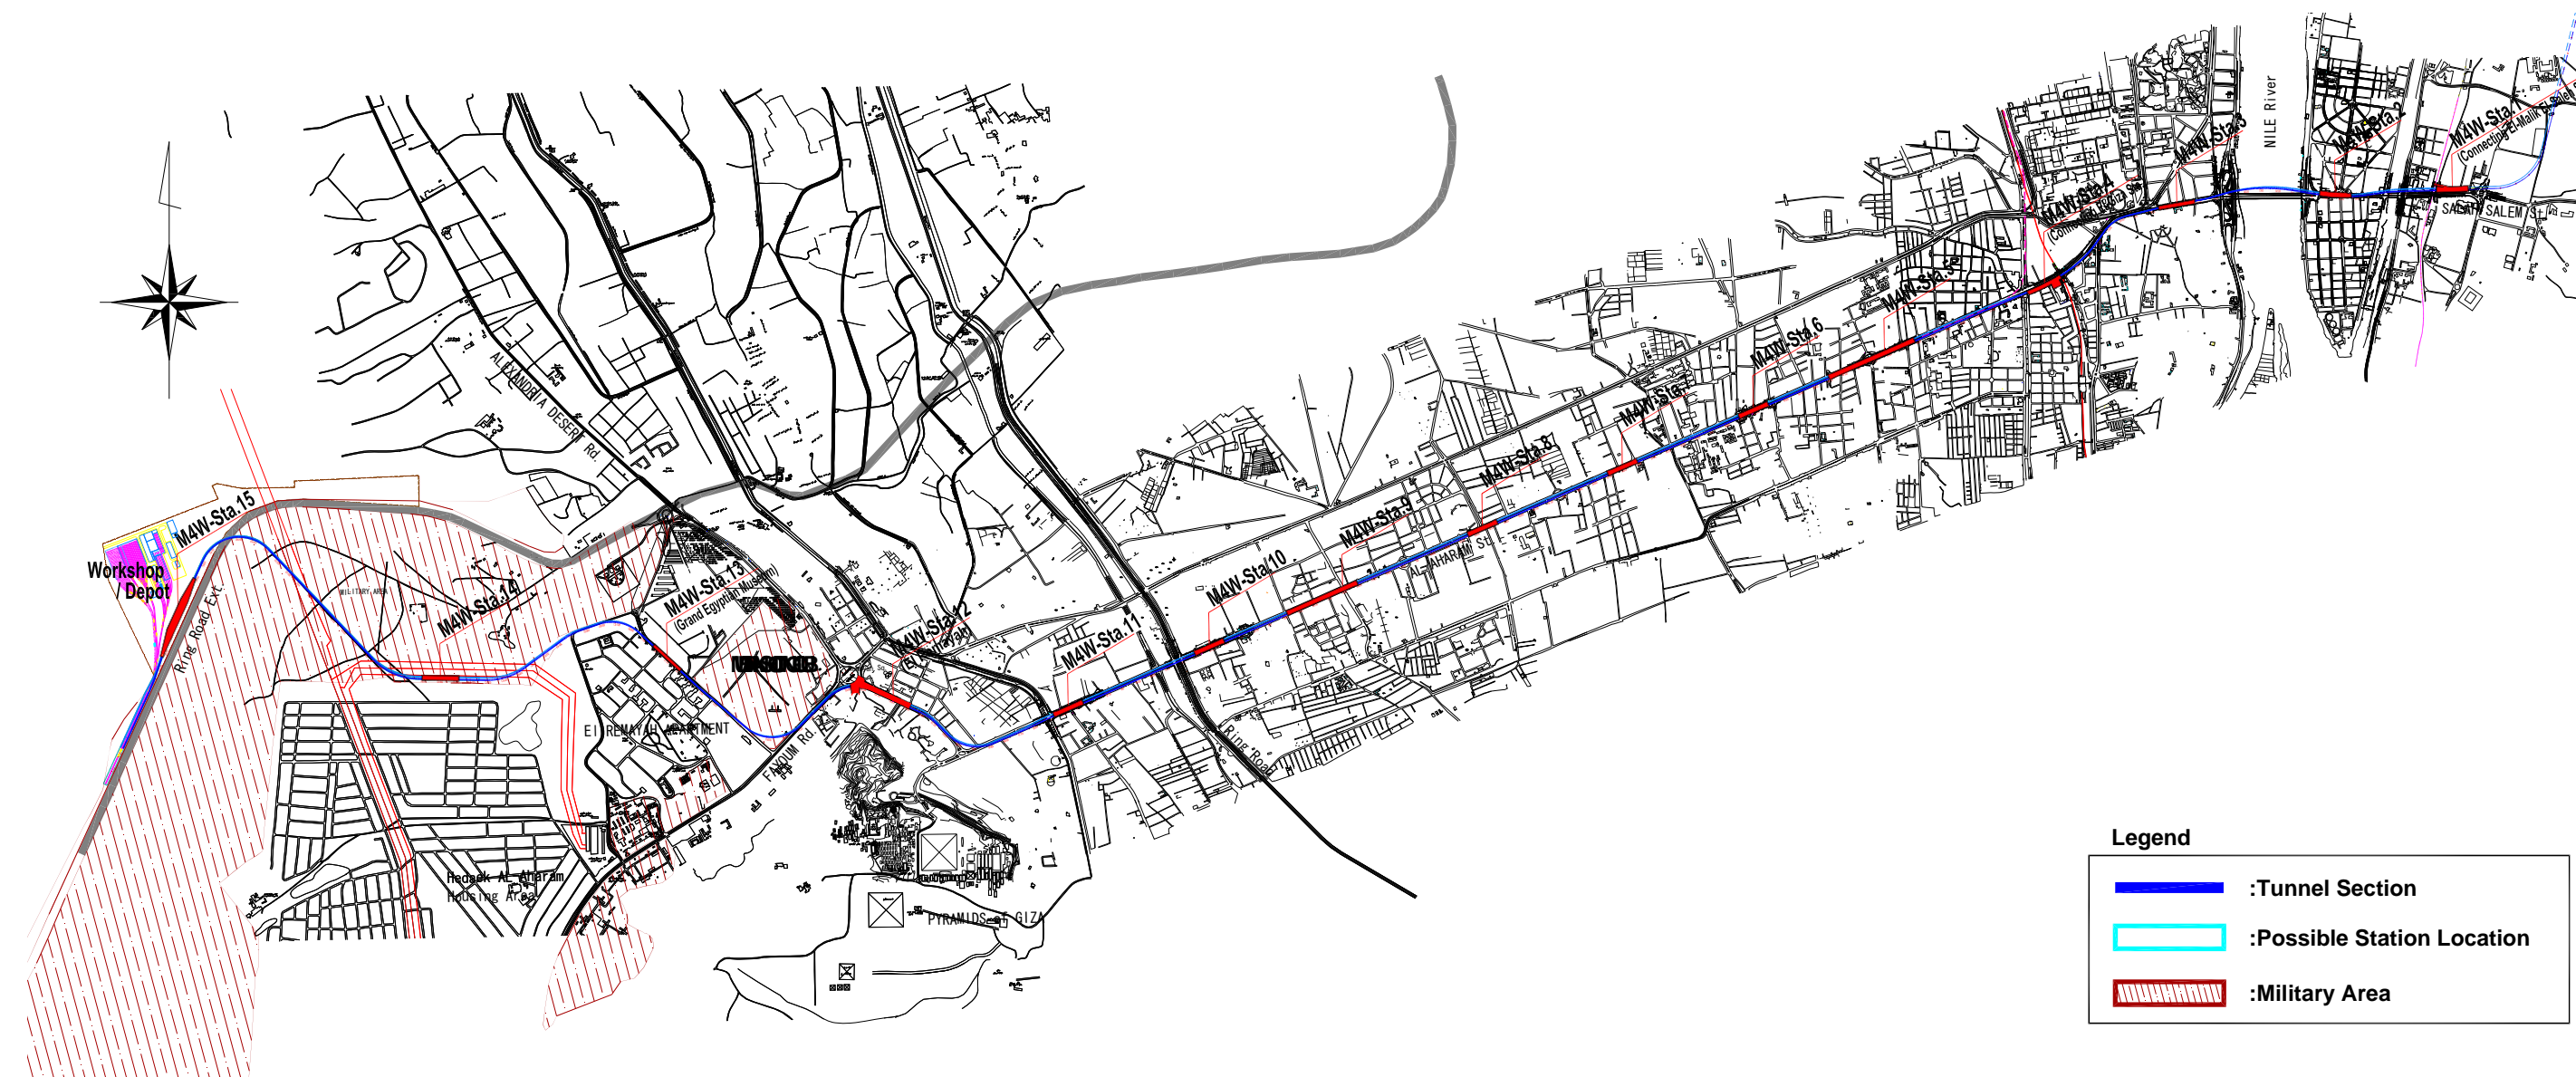 NILE River
M4W-Sta.1
M4W-Sta.2
M4W-Sta.3
SALAH SALEM St.
M4W-Sta.4
M4W-Sta.5
M4W-Sta.6
M4W-Sta.7
M4W-Sta.8
AL-AHARAM St.
M4W-Sta.9
M4W-Sta.10
M4W-Sta.11
M4W-Sta.12
Ring Road
ALEXANDRIA DESERT Rd.
M4W-Sta.13
(Grand Egyptian Museum)
M4W-Sta.14
MILITARY AREA
M4W-Sta.15
Workshop
/ Depot
Ring Road Ext.
El REMAYAH APARTMENT
FAYOUM Rd.
Hedaek AL Aharam
Housing Area
PYRAMIDS of GIZA
Legend
:Tunnel Section
:Possible Station Location
:Military Area